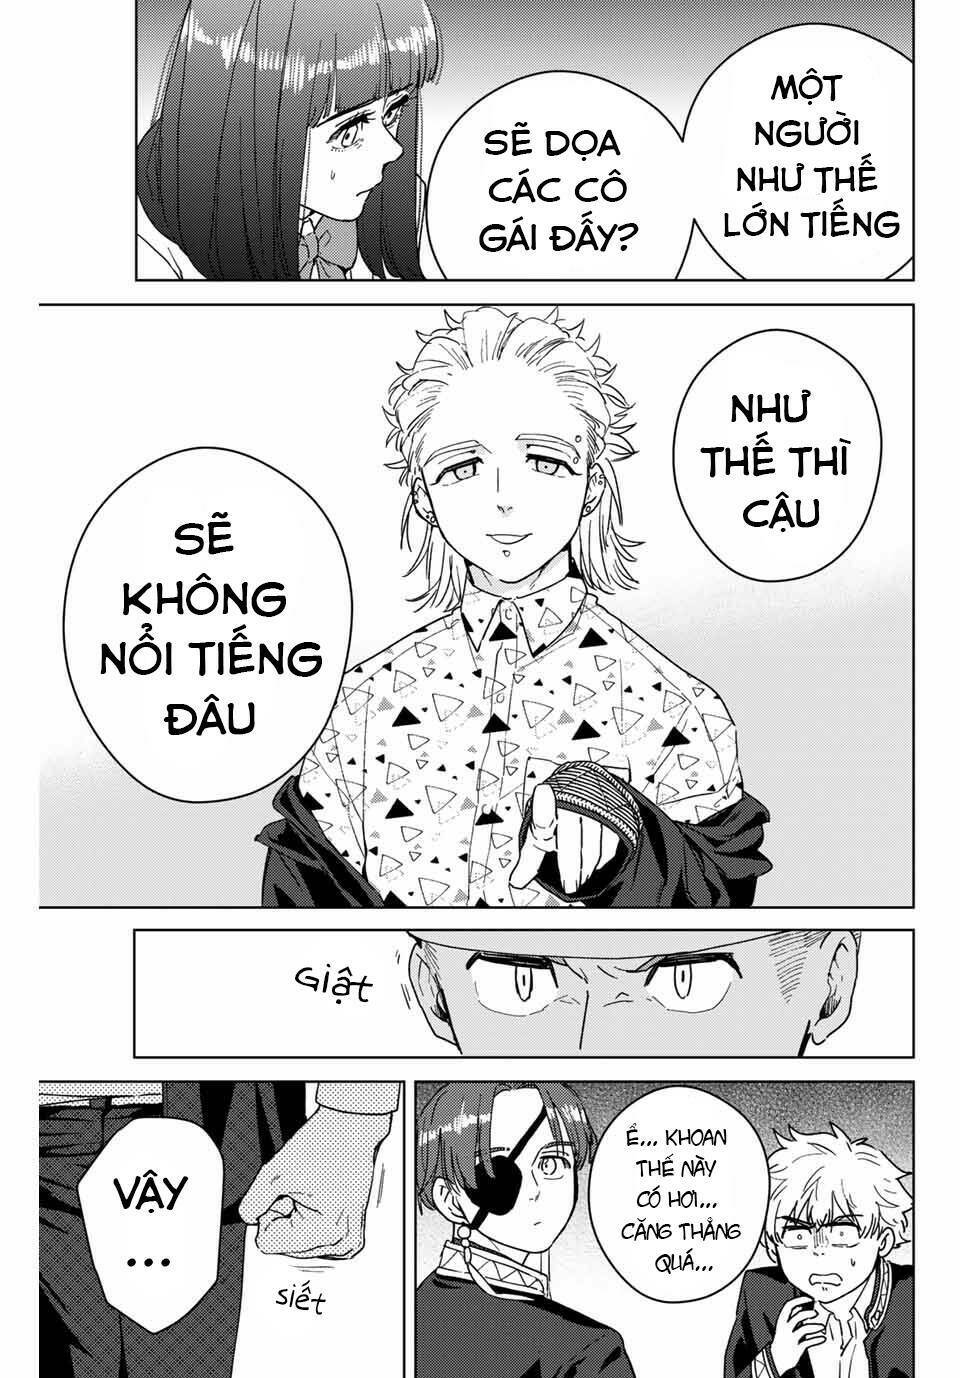 MỘT
NGƯỜI
NHƯ THẾ
LỚN TIẾNG
SẼ DỌA
CÁC CÔ
GÁI ĐẤY?
NHƯ
THẾ THÌ
CẬU
SẼ
KHÔNG
NỔI TIẾNG
ĐÂU
Giật
Ể... KHOAN
THẾ NÀY
CÓ HƠI...
CĂNG THẲNG
QUÁ...
VẬY
...
siết